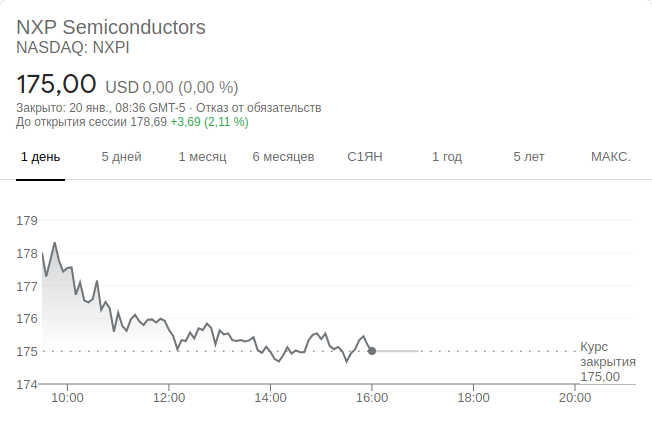 NXP Semiconductors
NASDAQ: NXPI
175,00 USD 0,00 (0,00 %)
Закрыто: 20 янв., 08:36 GMT-5 · Отказ от обязательств
До открытия сессии 178,69 +3,69 (2,11 %)
1 день 5 дней 1 месяц 6 месяцев С1ЯН 1 год 5 лет МАКС.
179
178
177
176
175
Курс
закрытия
175,00
174
10:00 12:00 14:00 16:00 18:00 20:00